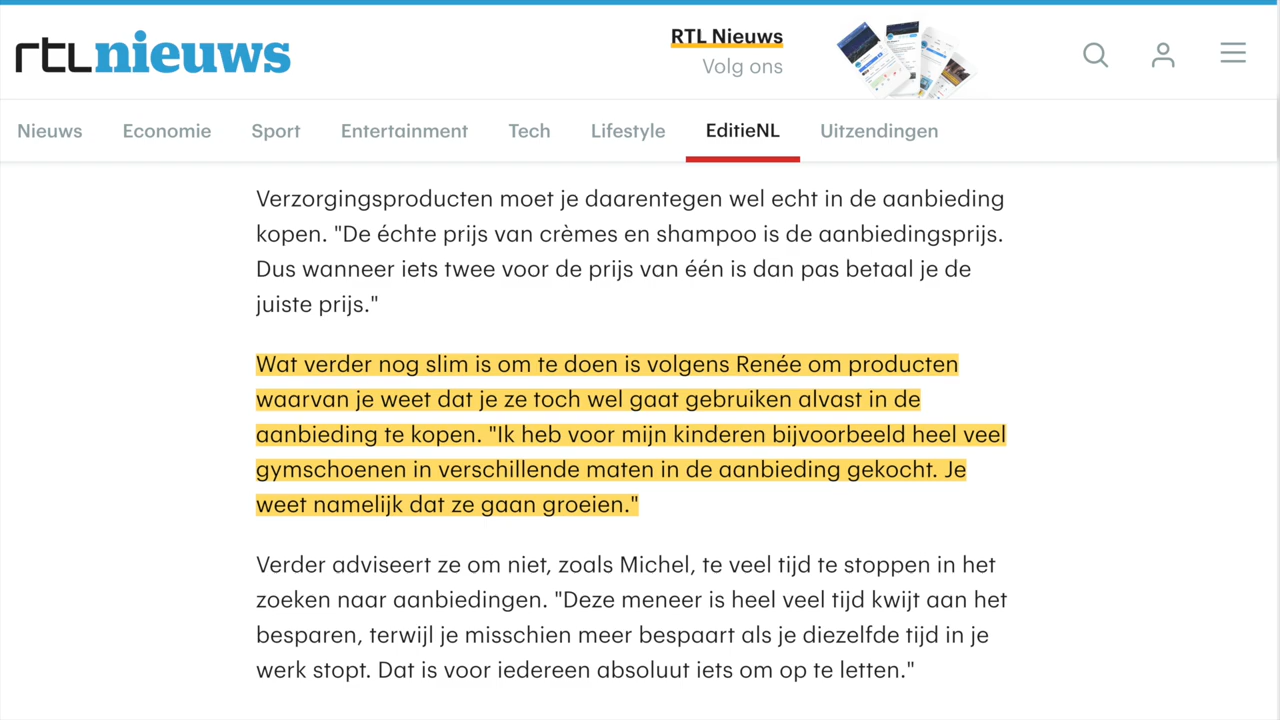 rtlnieuws
RTL Nieuws
Volg ons
Nieuws Economie Sport Entertainment Tech Lifestyle EditieNL Uitzendingen
Verzorgingsproducten moet je daarentegen wel echt in de aanbieding
kopen. "De échte prijs van crèmes en shampoo is de aanbiedingsprijs.
Dus wanneer iets twee voor de prijs van één is dan pas betaal je de
juiste prijs."
Wat verder nog slim is om te doen is volgens Renée om producten
waarvan je weet dat je ze toch wel gaat gebruiken alvast in de
aanbieding te kopen. "Ik heb voor mijn kinderen bijvoorbeeld heel veel
gymschoenen in verschillende maten in de aanbieding gekocht. Je
weet namelijk dat ze gaan groeien."
Verder adviseert ze om niet, zoals Michel, te veel tijd te stoppen in het
zoeken naar aanbiedingen. "Deze meneer is heel veel tijd kwijt aan het
besparen, terwijl je misschien meer bespaart als je diezelfde tijd in je
werk stopt. Dat is voor iedereen absoluut iets om op te letten."